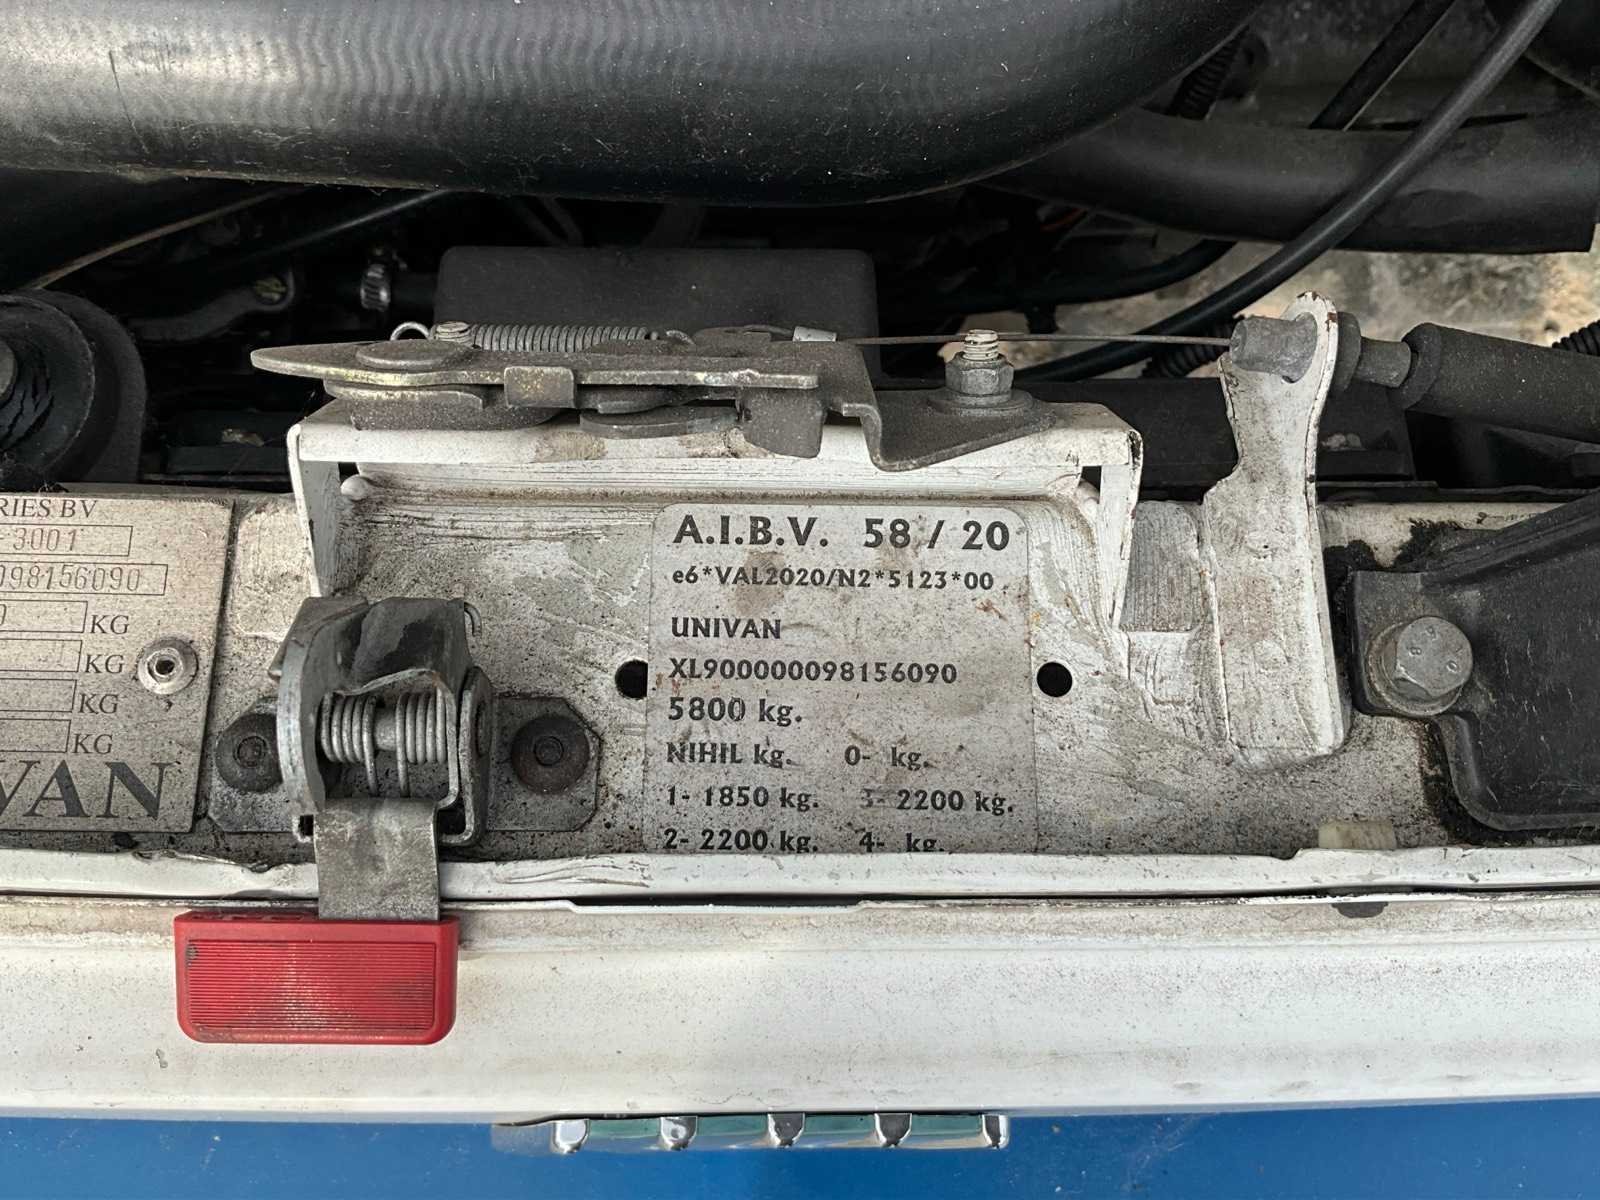 RIES BV
-3001
098156090
KG
KG
KG
KG
VAN
A.I.B.V. 58 / 20
e6*VAL2020/N2*5123*00
UNIVAN
XL900000098156090
5800 kg.
NIHIL kg. 0- kg.
1- 1850 kg. 3- 2200 kg.
2- 2200 kg. 4- kg.